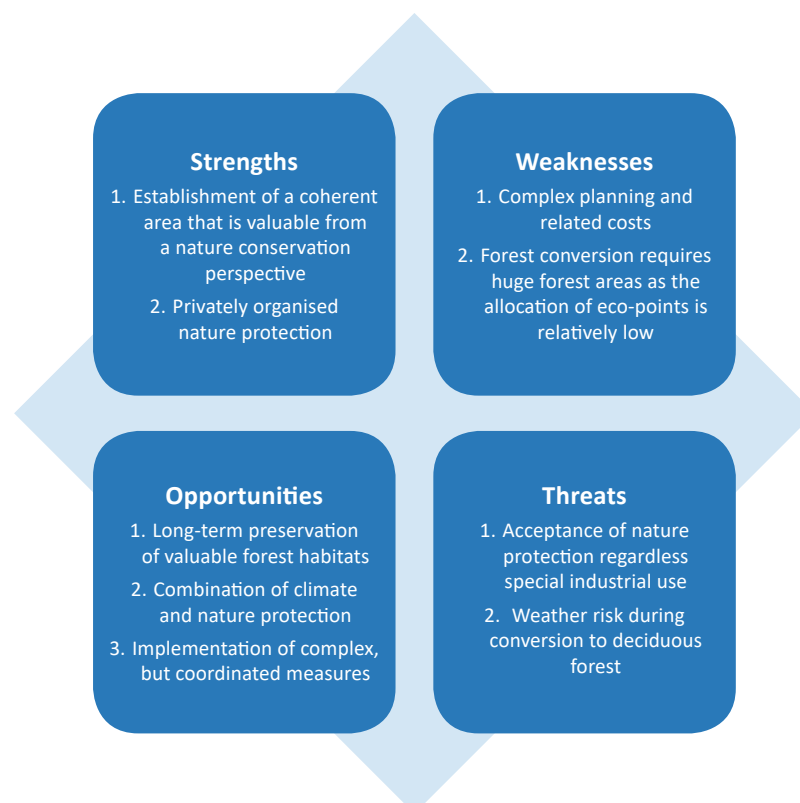 Strengths
1. Establishment of a coherent
area that is valuable from
a nature conservation
perspective
2. Privately organised
nature protection
Weaknesses
1. Complex planning and
related costs
2. Forest conversion requires
huge forest areas as the
allocation of eco-points is
relatively low
Opportunities
1. Long-term preservation
of valuable forest habitats
2. Combination of climate
and nature protection
3. Implementation of complex,
but coordinated measures
Threats
1. Acceptance of nature
protection regardless
special industrial use
2. Weather risk during
conversion to deciduous
forest